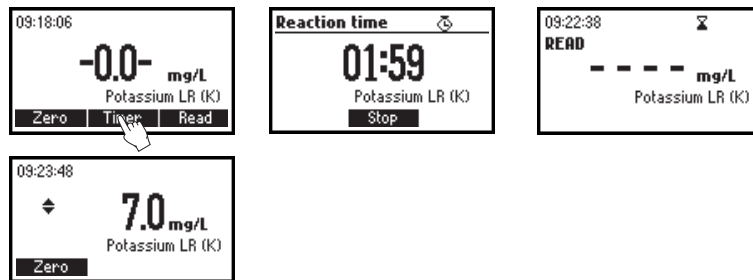 09:18:06
-0.0- mg/L
Potassium LR (K)
Zero Timer Read
Reaction time
01:59
Potassium LR (K)
Stop
09:22:38
READ
- - - - mg/L
Potassium LR (K)
09:23:48
7.0 mg/L
Potassium LR (K)
Zero